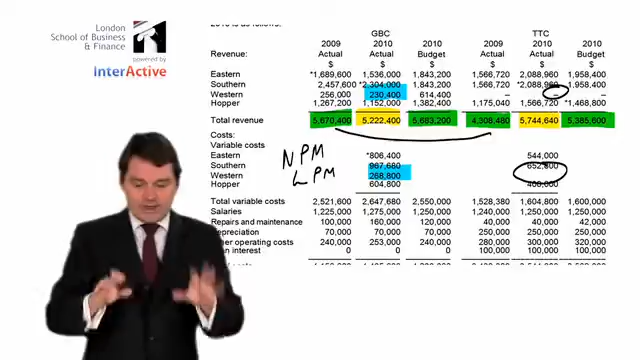 London
School of Business
& Finance
powered by
InterActive
GBC TTC
2009 2010 2010 2009 2010 2010
Revenue: Actual Actual Budget Actual Actual Budget
$ $ $ $ $ $
Eastern *1,689,600 1,536,000 1,843,200 1,566,720 2,088,960 1,958,400
Southern 2,457,600 *2,304,000 1,843,200 1,566,720 *2,088,960 1,958,400
Western 256,000 230,400 614,400 – – –
Hopper 1,267,200 1,152,000 1,382,400 1,175,040 1,566,720 *1,468,800
Total revenue 5,670,400 5,222,400 5,683,200 4,308,480 5,744,640 5,385,600
Costs:
Variable costs
NPM
Eastern *806,400 544,000
Southern 967,680 652,800
LPM
Western 268,800
Hopper 604,800 408,000
Total variable costs 2,521,600 2,647,680 2,550,000 1,528,380 1,604,800 1,600,000
Salaries 1,225,000 1,275,000 1,250,000 1,240,000 1,250,000 1,250,000
Repairs and maintenance 100,000 160,000 120,000 40,000 40,000 42,000
Depreciation 70,000 70,000 70,000 250,000 250,000 250,000
other operating costs 240,000 253,000 240,000 280,000 300,000 320,000
an interest 0 0 0 100,000 100,000 100,000